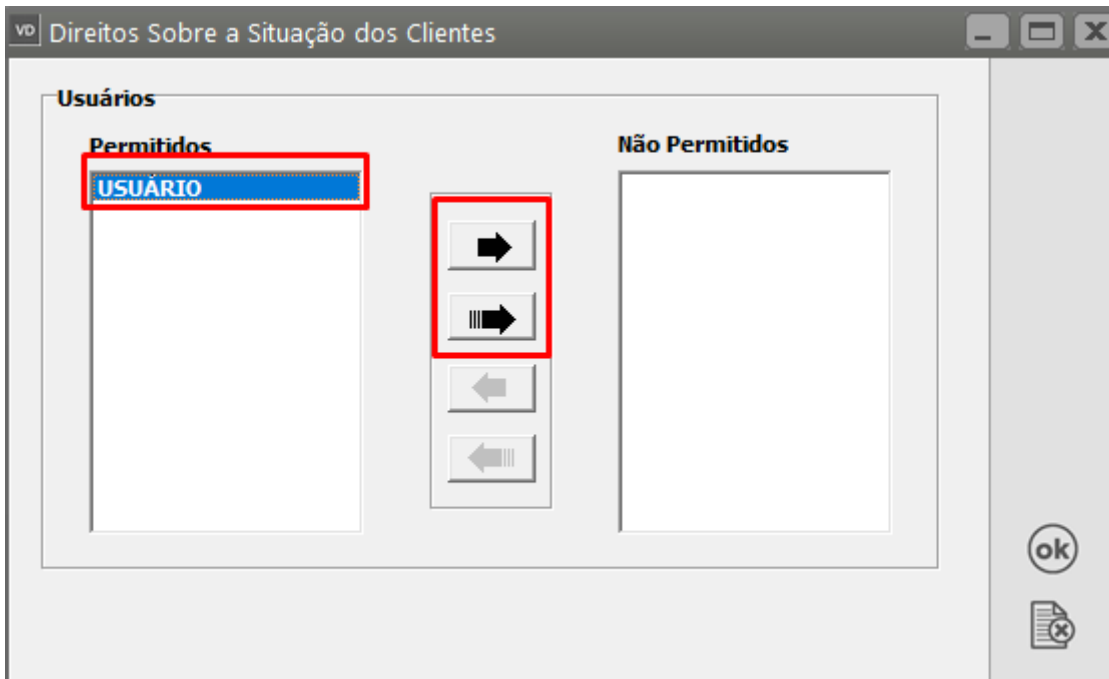 VD Direitos Sobre a Situação dos Clientes
Usuários
Permitidos
Não Permitidos
USUÁRIO
ok